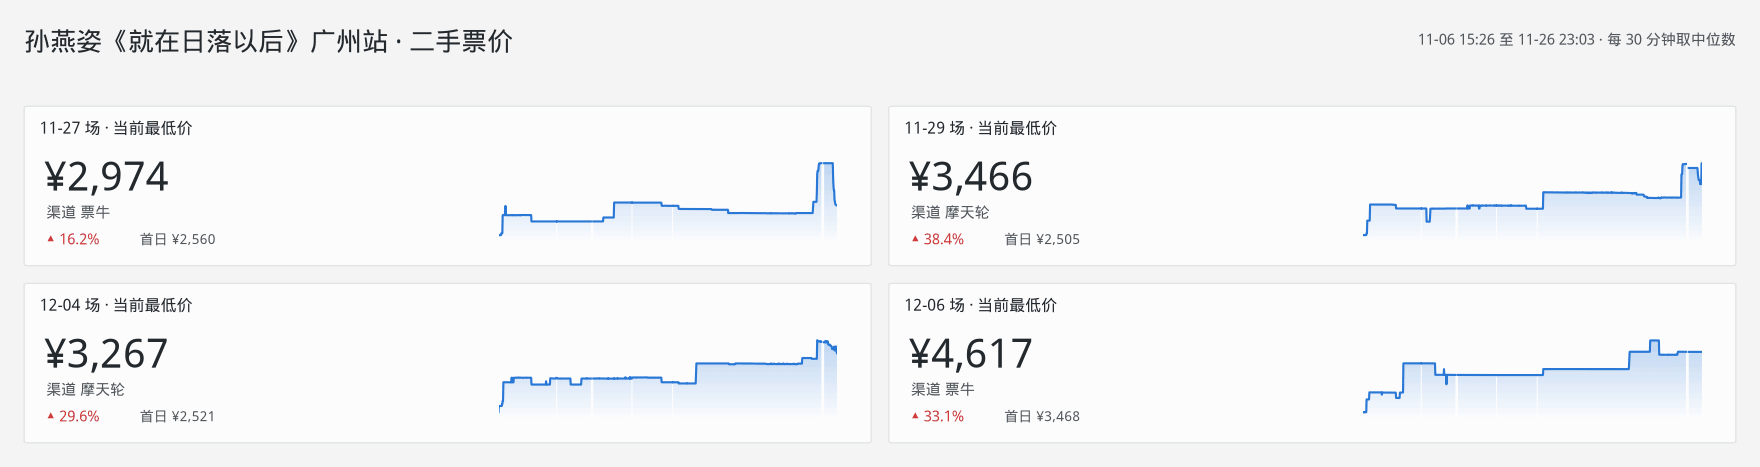 孙燕姿《就在日落以后》广州站 · 二手票价
11-06 15:26 至 11-26 23:03 · 每 30 分钟取中位数
11-27 场 · 当前最低价
¥2,974
渠道 票牛
▲ 16.2% 首日 ¥2,560
11-29 场 · 当前最低价
¥3,466
渠道 摩天轮
▲ 38.4% 首日 ¥2,505
12-04 场 · 当前最低价
¥3,267
渠道 摩天轮
▲ 29.6% 首日 ¥2,521
12-06 场 · 当前最低价
¥4,617
渠道 票牛
▲ 33.1% 首日 ¥3,468